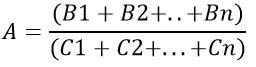 A = (B1 + B2+..+Bn)
(C1 + C2+...+Cn)